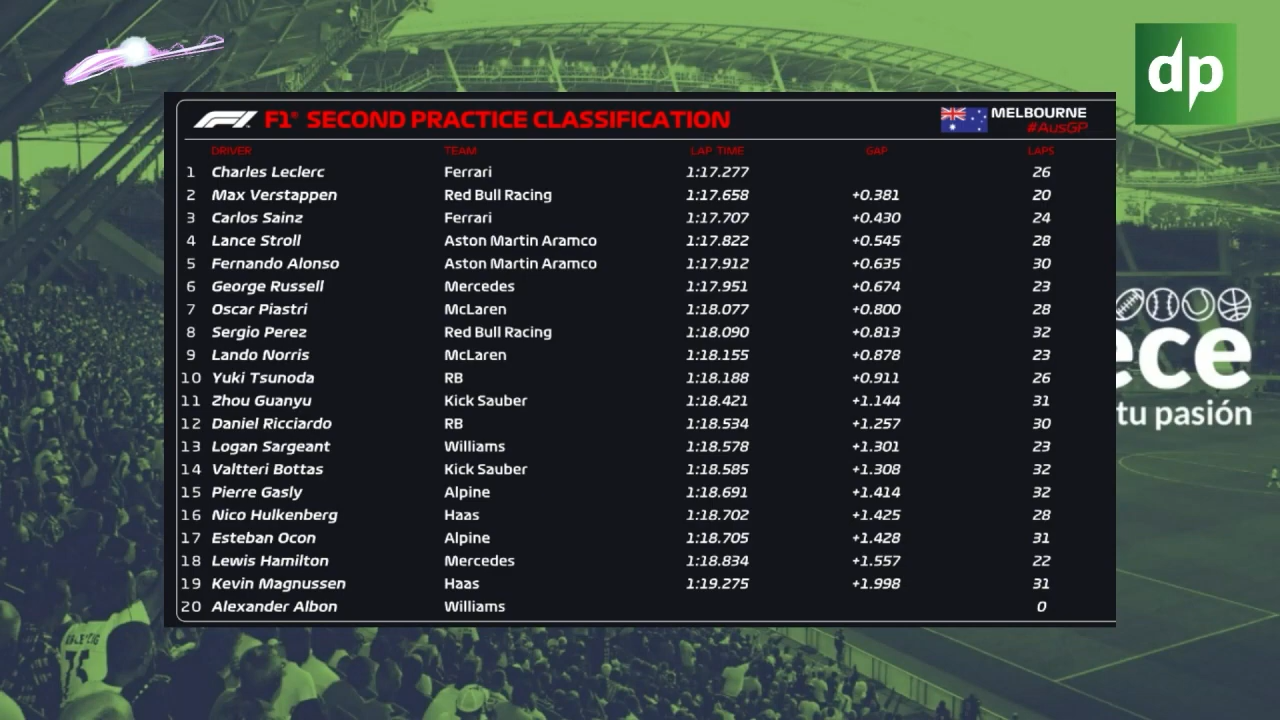 dp
F1 F1® SECOND PRACTICE CLASSIFICATION MELBOURNE
#AusGP
DRIVER TEAM LAP TIME GAP LAPS
1 Charles Leclerc Ferrari 1:17.277 26
2 Max Verstappen Red Bull Racing 1:17.658 +0.381 20
3 Carlos Sainz Ferrari 1:17.707 +0.430 24
4 Lance Stroll Aston Martin Aramco 1:17.822 +0.545 28
5 Fernando Alonso Aston Martin Aramco 1:17.912 +0.635 30
6 George Russell Mercedes 1:17.951 +0.674 23
7 Oscar Piastri McLaren 1:18.077 +0.800 28
8 Sergio Perez Red Bull Racing 1:18.090 +0.813 32
9 Lando Norris McLaren 1:18.155 +0.878 23
10 Yuki Tsunoda RB 1:18.188 +0.911 26
11 Zhou Guanyu Kick Sauber 1:18.421 +1.144 31
12 Daniel Ricciardo RB 1:18.534 +1.257 30
13 Logan Sargeant Williams 1:18.578 +1.301 23
14 Valtteri Bottas Kick Sauber 1:18.585 +1.308 32
15 Pierre Gasly Alpine 1:18.691 +1.414 32
16 Nico Hulkenberg Haas 1:18.702 +1.425 28
17 Esteban Ocon Alpine 1:18.705 +1.428 31
18 Lewis Hamilton Mercedes 1:18.834 +1.557 22
19 Kevin Magnussen Haas 1:19.275 +1.998 31
20 Alexander Albon Williams 0
ece
tu pasión